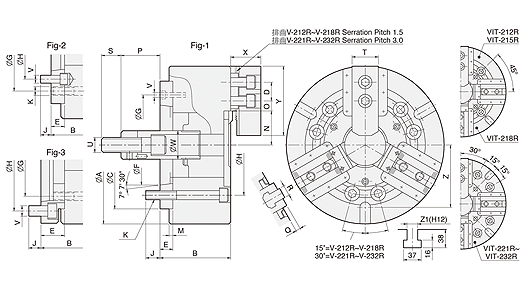 Fig-2
Fig-1
Fig-3
排曲V-212R~V-218R Serration Pitch 1.5
排曲V-221R~V-232R Serration Pitch 3.0
VIT-212R
VIT-215R
45°
VIT-218R
30°
15°
15°
VIT-221R~
VIT-232R
ØG
ØH
V
K
E
J
B
ØH
ØG
V
E
J
B
S
P
V
ØG
U
ØW
ØF
7° 7' 30"
ØA
ØC
K
E
M
J
B
X
Y
D
O
N
ØH
R
Q
T
Z
Z1(H12)
38
16
37
15°=V-212R~V-218R
30°=V-221R~V-232R